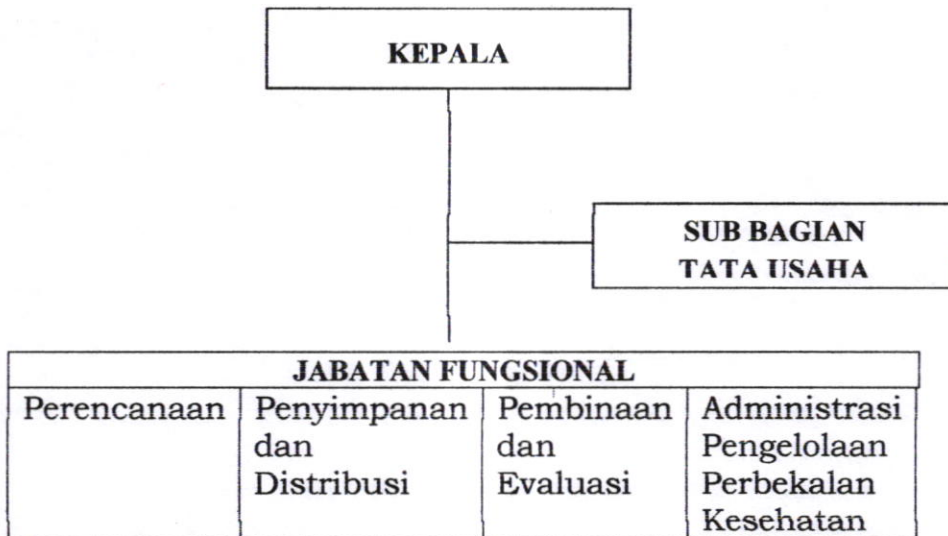 KEPALA
SUB BAGIAN
TATA USAHA
JABATAN FUNGSIONAL
Perencanaan
Penyimpanan
dan
Distribusi
Pembinaan
dan
Evaluasi
Administrasi
Pengelolaan
Perbekalan
Kesehatan